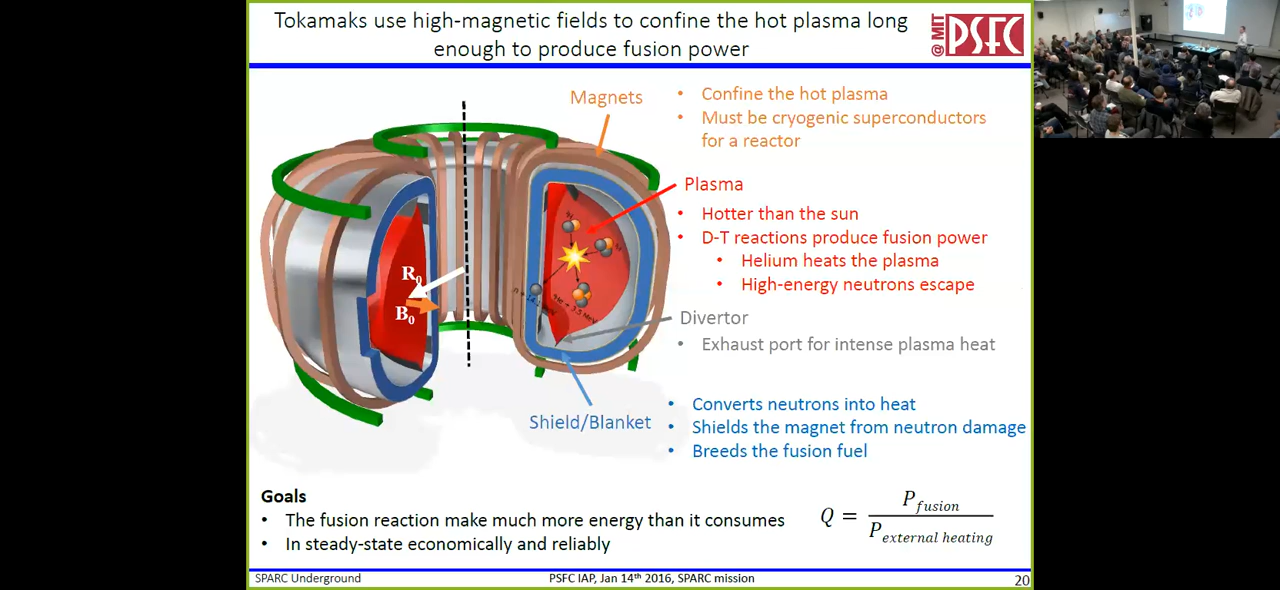 Tokamaks use high-magnetic fields to confine the hot plasma long
enough to produce fusion power
@MIT
PSFC
Magnets
• Confine the hot plasma
• Must be cryogenic superconductors
for a reactor
Plasma
• Hotter than the sun
• D-T reactions produce fusion power
• Helium heats the plasma
• High-energy neutrons escape
R0
B0
Divertor
• Exhaust port for intense plasma heat
Shield/Blanket
• Converts neutrons into heat
• Shields the magnet from neutron damage
• Breeds the fusion fuel
Goals
• The fusion reaction make much more energy than it consumes
• In steady-state economically and reliably
Q = P fusion / P external heating
SPARC Underground
PSFC IAP, Jan 14th 2016, SPARC mission
20